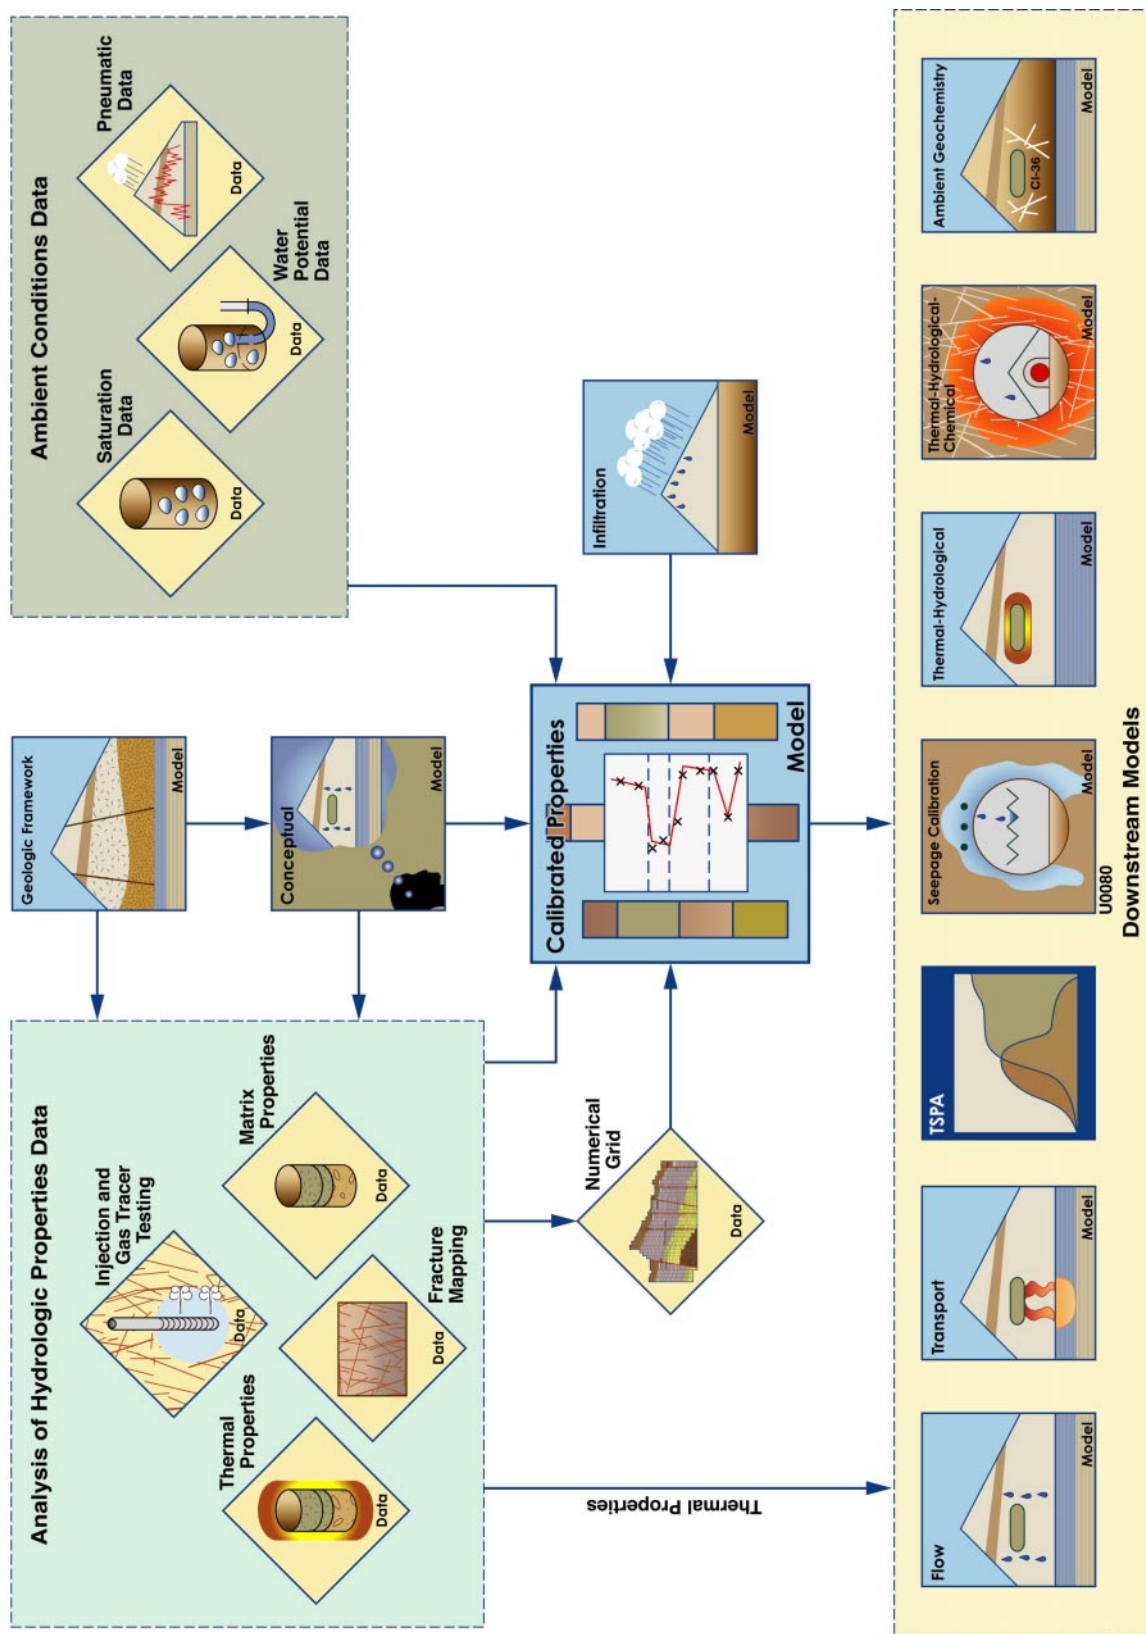 Analysis of Hydrologic Properties Data
Injection and
Gas Tracer
Testing
Data
Thermal
Properties
Data
Matrix
Properties
Data
Fracture
Mapping
Data
Geologic Framework
Model
Conceptual
Model
Ambient Conditions Data
Saturation
Data
Data
Water
Potential
Data
Data
Pneumatic
Data
Data
Numerical
Grid
Data
Calibrated Properties
Model
Infiltration
Model
Thermal Properties
Flow
Model
Transport
Model
TSPA
Seepage Calibration
Model
Thermal-Hydrological
Model
Thermal-Hydrological-
Chemical
Model
Ambient Geochemistry
Cl-36
Model
U0080
Downstream Models